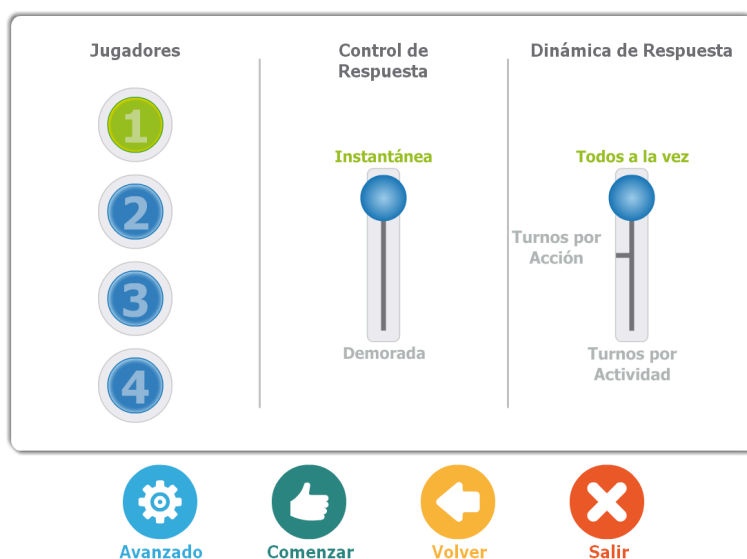 Jugadores
1
2
3
4
Control de
Respuesta
Instantánea
Demorada
Dinámica de Respuesta
Todos a la vez
Turnos por
Acción
Turnos por
Actividad
Avanzado
Comenzar
Volver
Salir